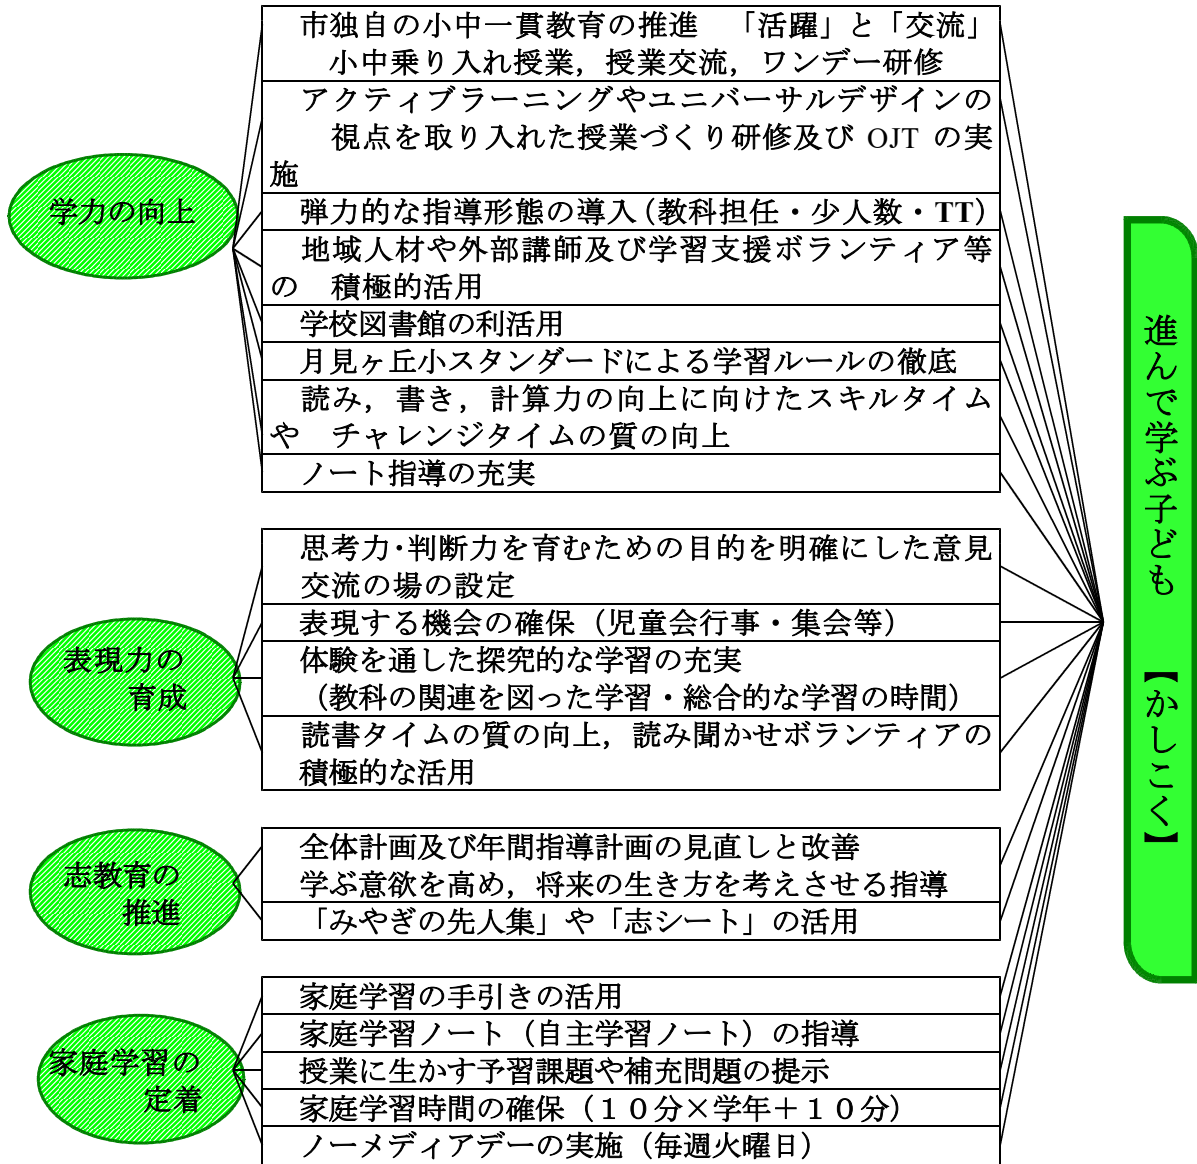 学力の向上
市独自の小中一貫教育の推進　「活躍」と「交流」
小中乗り入れ授業，授業交流，ワンデー研修
アクティブラーニングやユニバーサルデザインの
視点を取り入れた授業づくり研修及び OJT の実
施
弾力的な指導形態の導入（教科担任・少人数・TT）
地域人材や外部講師及び学習支援ボランティア等
の　積極的活用
学校図書館の利活用
月見ヶ丘小スタンダードによる学習ルールの徹底
読み，書き，計算力の向上に向けたスキルタイム
や　チャレンジタイムの質の向上
ノート指導の充実
表現力の
育成
思考力･判断力を育むための目的を明確にした意見
交流の場の設定
表現する機会の確保（児童会行事・集会等）
体験を通した探究的な学習の充実
（教科の関連を図った学習・総合的な学習の時間）
読書タイムの質の向上，読み聞かせボランティアの
積極的な活用
志教育の
推進
全体計画及び年間指導計画の見直しと改善
学ぶ意欲を高め，将来の生き方を考えさせる指導
「みやぎの先人集」や「志シート」の活用
家庭学習の
定着
家庭学習の手引きの活用
家庭学習ノート（自主学習ノート）の指導
授業に生かす予習課題や補充問題の提示
家庭学習時間の確保（１０分×学年＋１０分）
ノーメディアデーの実施（毎週火曜日）
進んで学ぶ子ども　【かしこく】